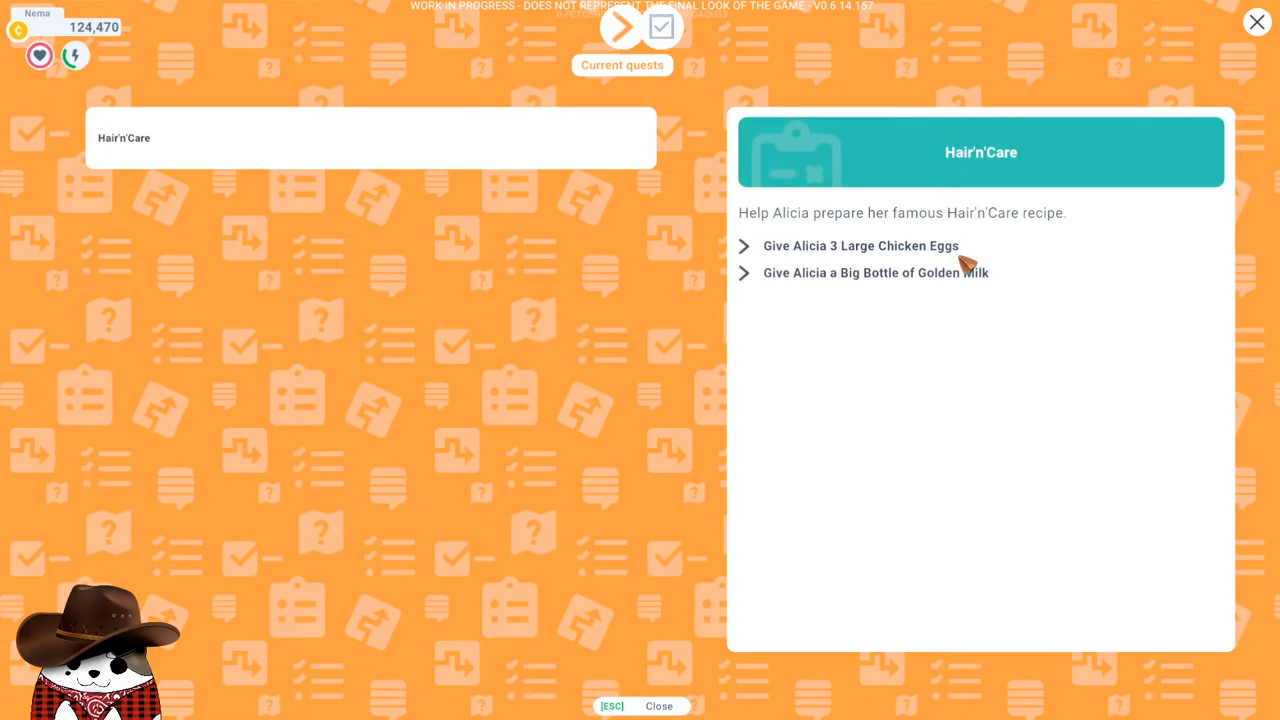 WORK IN PROGRESS - DOES NOT REPRESENT THE FINAL LOOK OF THE GAME - V0.6.14.157
Nema
124,470
Current quests
Hair'n'Care
Hair'n'Care
Help Alicia prepare her famous Hair'n'Care recipe.
Give Alicia 3 Large Chicken Eggs
Give Alicia a Big Bottle of Golden Milk
[ESC] Close